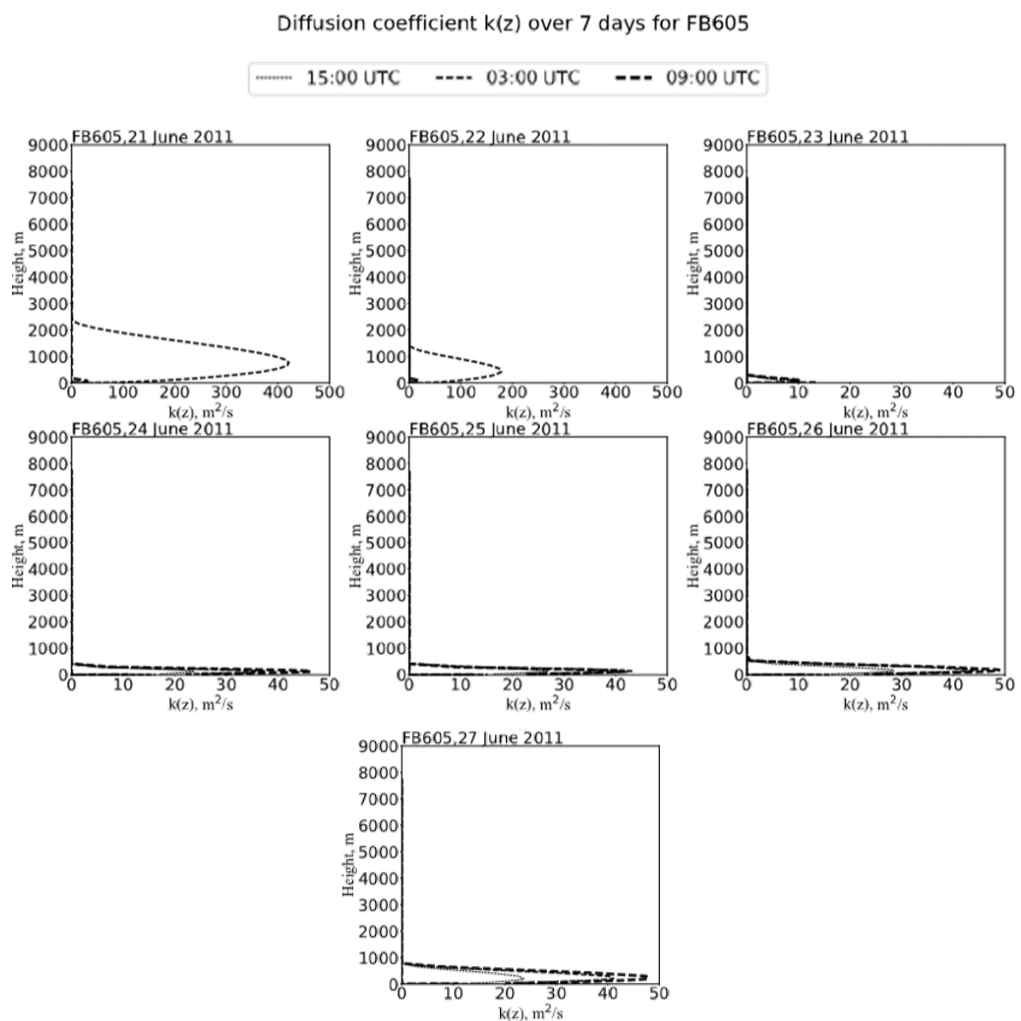 Diffusion coefficient k(z) over 7 days for FB605
15:00 UTC 03:00 UTC 09:00 UTC
FB605,21 June 2011
9000
8000
7000
6000
5000
4000
3000
2000
1000
0
Height, m
0 100 200 300 400 500
k(z), m²/s
FB605,22 June 2011
9000
8000
7000
6000
5000
4000
3000
2000
1000
0
Height, m
0 100 200 300 400 500
k(z), m²/s
FB605,23 June 2011
9000
8000
7000
6000
5000
4000
3000
2000
1000
0
Height, m
0 10 20 30 40 50
k(z), m²/s
FB605,24 June 2011
9000
8000
7000
6000
5000
4000
3000
2000
1000
0
Height, m
0 10 20 30 40 50
k(z), m²/s
FB605,25 June 2011
9000
8000
7000
6000
5000
4000
3000
2000
1000
0
Height, m
0 10 20 30 40 50
k(z), m²/s
FB605,26 June 2011
9000
8000
7000
6000
5000
4000
3000
2000
1000
0
Height, m
0 10 20 30 40 50
k(z), m²/s
FB605,27 June 2011
9000
8000
7000
6000
5000
4000
3000
2000
1000
0
Height, m
0 10 20 30 40 50
k(z), m²/s